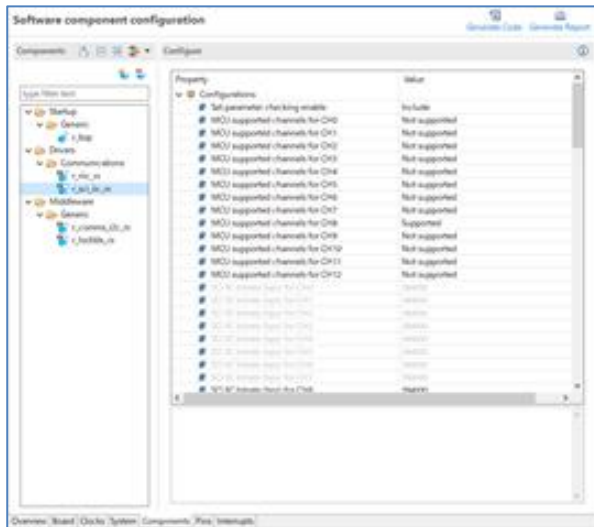 Software component configuration
Generate Code Generate Report
Components Configure
type filter text
Startup
Generic
r_bsp
Drivers
Communications
r_riic_rx
r_sci_iic_rx
Middleware
Generic
r_comms_i2c_rx
Property Value
Configurations
Set parameter checking enable Include
MCU supported channels for CH0 Not supported
MCU supported channels for CH1 Not supported
MCU supported channels for CH2 Not supported
MCU supported channels for CH3 Not supported
MCU supported channels for CH4 Not supported
MCU supported channels for CH5 Not supported
MCU supported channels for CH6 Not supported
MCU supported channels for CH7 Not supported
MCU supported channels for CH8 Supported
MCU supported channels for CH9 Not supported
MCU supported channels for CH10 Not supported
MCU supported channels for CH11 Not supported
MCU supported channels for CH12 Not supported
Overview Board Clocks System Components Pins Interrupts